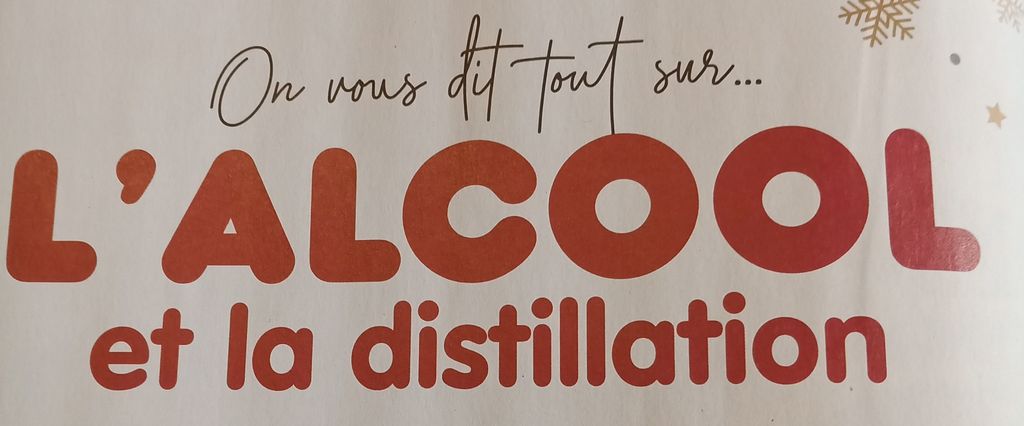 On vous dit tout sur...
L'ALCOOL
et la distillation